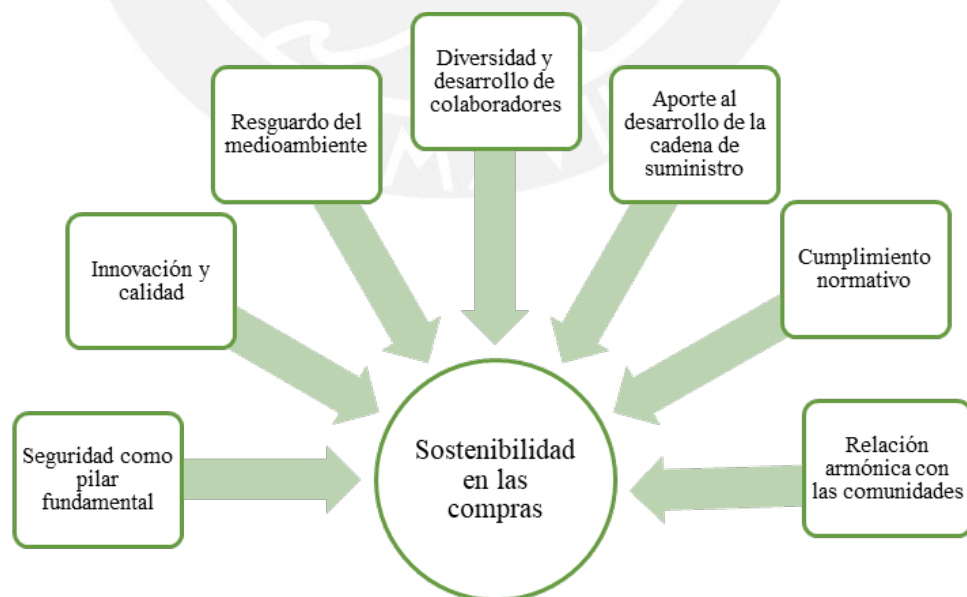 Diversidad y
desarrollo de
colaboradores
Resguardo del
medioambiente
Aporte al
desarrollo de la
cadena de
suministro
Innovación y
calidad
Cumplimiento
normativo
Seguridad como
pilar
fundamental
Sostenibilidad
en las
compras
Relación
armónica con
las comunidades